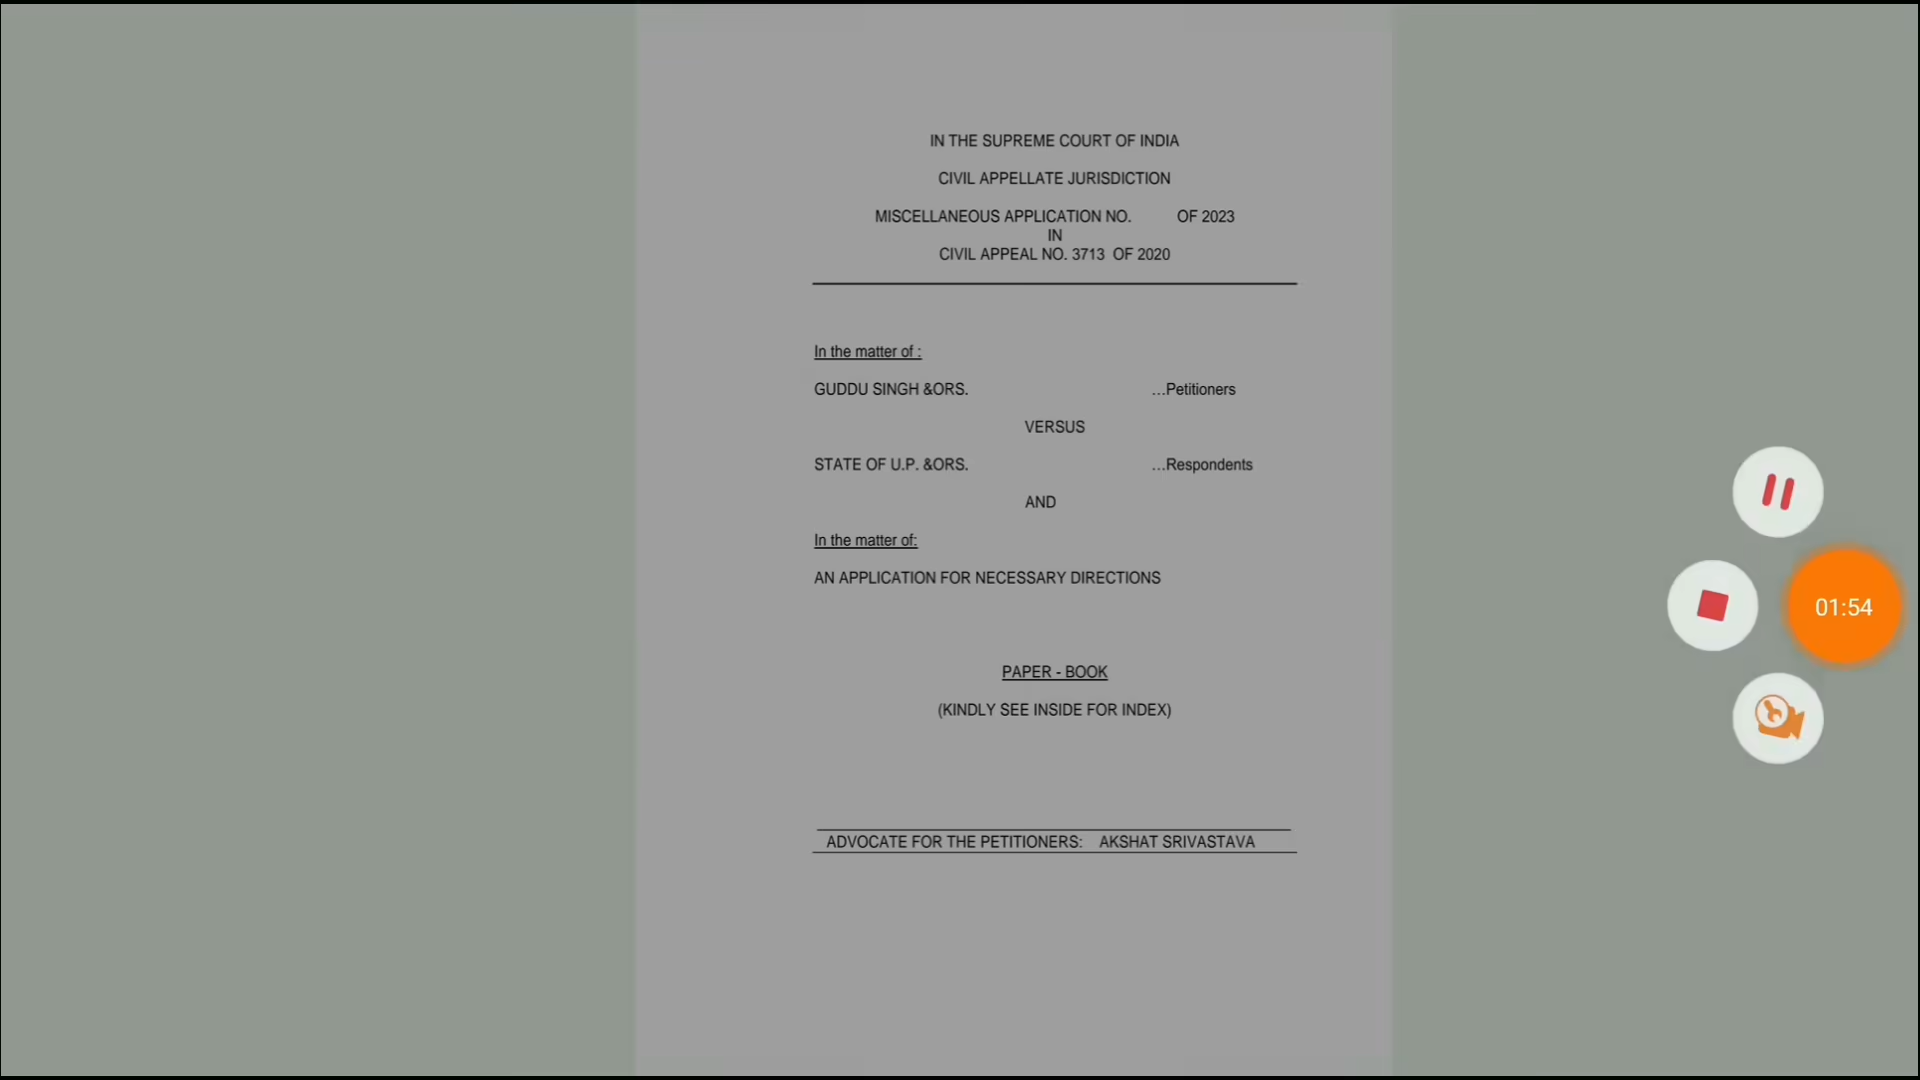 IN THE SUPREME COURT OF INDIA
CIVIL APPELLATE JURISDICTION
MISCELLANEOUS APPLICATION NO. OF 2023
IN
CIVIL APPEAL NO. 3713 OF 2020
In the matter of :
GUDDU SINGH &ORS. ...Petitioners
VERSUS
STATE OF U.P. &ORS. ...Respondents
AND
In the matter of:
AN APPLICATION FOR NECESSARY DIRECTIONS
01:54
PAPER - BOOK
(KINDLY SEE INSIDE FOR INDEX)
ADVOCATE FOR THE PETITIONERS: AKSHAT SRIVASTAVA